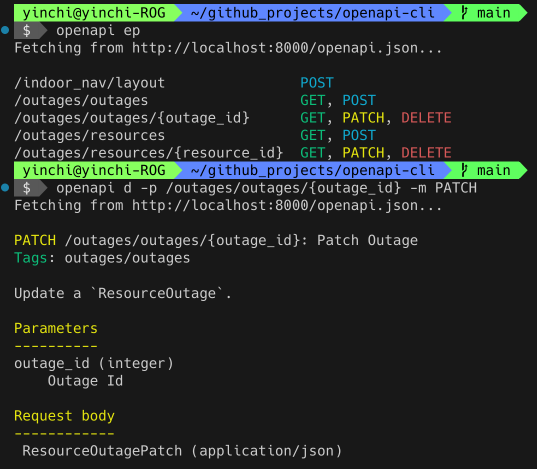 yinchi@yinchi-ROG ~/github_projects/openapi-cli main
$ openapi ep
Fetching from http://localhost:8000/openapi.json...
/indoor_nav/layout POST
/outages/outages GET, POST
/outages/outages/{outage_id} GET, PATCH, DELETE
/outages/resources GET, POST
/outages/resources/{resource_id} GET, PATCH, DELETE
yinchi@yinchi-ROG ~/github_projects/openapi-cli main
$ openapi d -p /outages/outages/{outage_id} -m PATCH
Fetching from http://localhost:8000/openapi.json...
PATCH /outages/outages/{outage_id}: Patch Outage
Tags: outages/outages
Update a `ResourceOutage`.
Parameters
----------
outage_id (integer)
Outage Id
Request body
------------
ResourceOutagePatch (application/json)